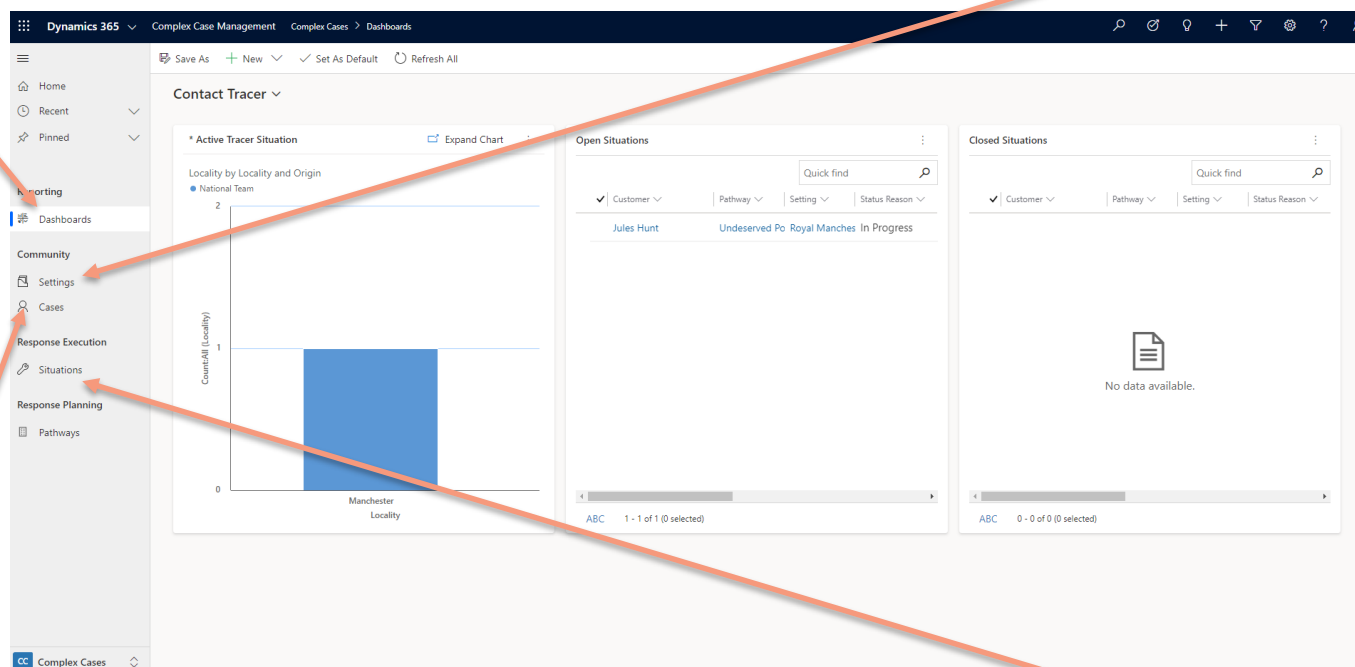 Dynamics 365 Complex Case Management Complex Cases > Dashboards
Save As New Set As Default Refresh All
Home
Recent
Pinned
Reporting
Dashboards
Community
Settings
Cases
Response Execution
Situations
Response Planning
Pathways
CC Complex Cases
Contact Tracer
* Active Tracer Situation Expand Chart
Locality by Locality and Origin
National Team
2
1
0
Count:All (Locality)
Manchester
Locality
Open Situations
Quick find
Customer Pathway Setting Status Reason
Jules Hunt Undeserved Po Royal Manches In Progress
ABC 1 - 1 of 1 (0 selected)
Closed Situations
Quick find
Customer Pathway Setting Status Reason
No data available.
ABC 0 - 0 of 0 (0 selected)